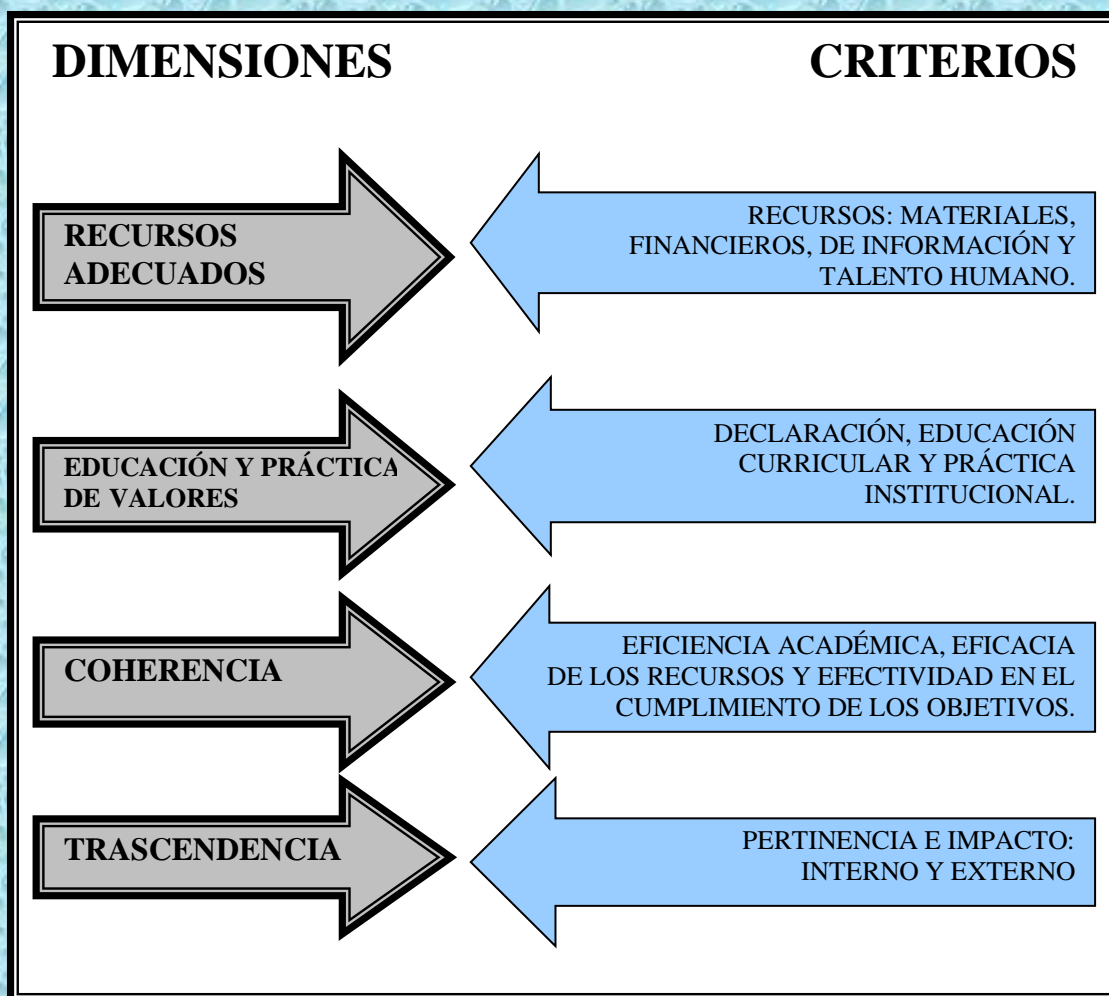 DIMENSIONES
CRITERIOS
RECURSOS
ADECUADOS
RECURSOS: MATERIALES,
FINANCIEROS, DE INFORMACIÓN Y
TALENTO HUMANO.
EDUCACIÓN Y PRÁCTICA
DE VALORES
DECLARACIÓN, EDUCACIÓN
CURRICULAR Y PRÁCTICA
INSTITUCIONAL.
COHERENCIA
EFICIENCIA ACADÉMICA, EFICACIA
DE LOS RECURSOS Y EFECTIVIDAD EN EL
CUMPLIMIENTO DE LOS OBJETIVOS.
TRASCENDENCIA
PERTINENCIA E IMPACTO:
INTERNO Y EXTERNO